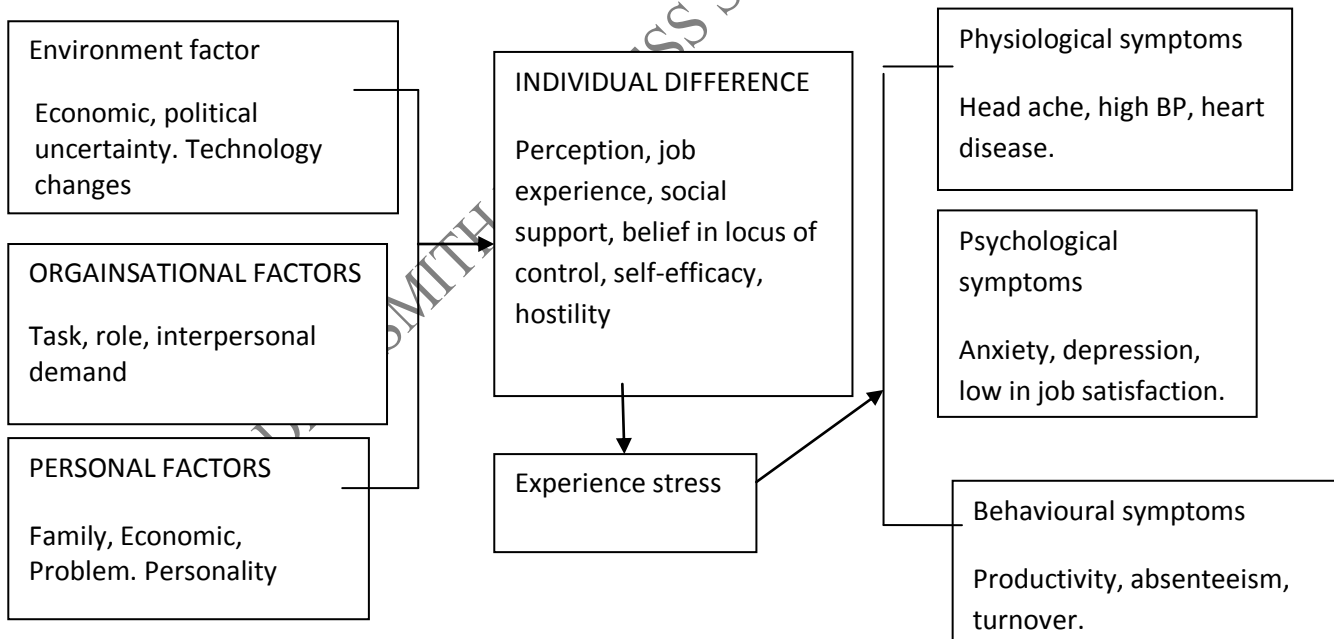 Environment factor
Economic, political
uncertainty. Technology
changes
ORGAINSATIONAL FACTORS
Task, role, interpersonal
demand
PERSONAL FACTORS
Family, Economic,
Problem. Personality
INDIVIDUAL DIFFERENCE
Perception, job
experience, social
support, belief in locus of
control, self-efficacy,
hostility
Experience stress
Physiological symptoms
Head ache, high BP, heart
disease.
Psychological
symptoms
Anxiety, depression,
low in job satisfaction.
Behavioural symptoms
Productivity, absenteeism,
turnover.
SMITH